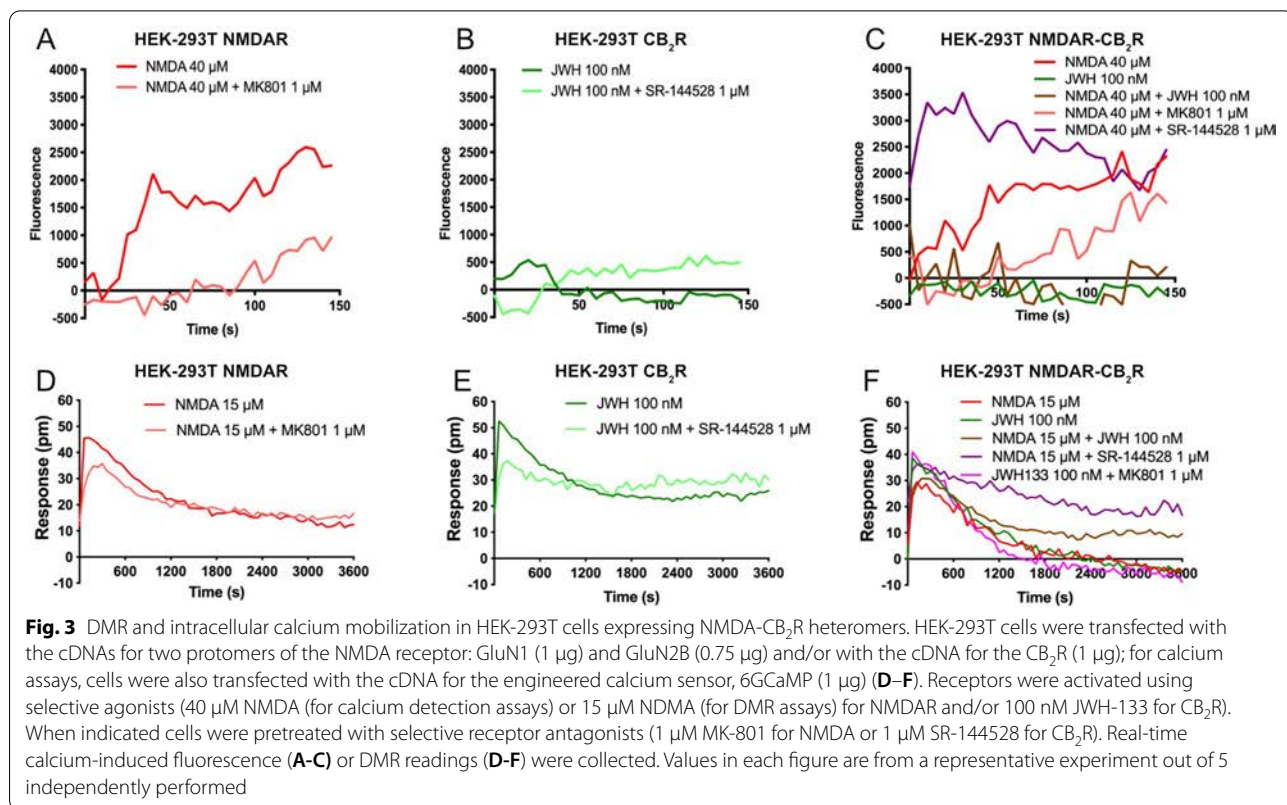 A
HEK-293T NMDAR
NMDA 40 µM
NMDA 40 µM + MK801 1 µM
Fluorescence
4000
3500
3000
2500
2000
1500
1000
500
0
-500
50
100
150
Time (s)
B
HEK-293T CB₂R
JWH 100 nM
JWH 100 nM + SR-144528 1 µM
Fluorescence
4000
3500
3000
2500
2000
1500
1000
500
0
-500
50
100
150
Time (s)
C
HEK-293T NMDAR-CB₂R
NMDA 40 µM
JWH 100 nM
NMDA 40 µM + JWH 100 nM
NMDA 40 µM + MK801 1 µM
NMDA 40 µM + SR-144528 1 µM
Fluorescence
4000
3500
3000
2500
2000
1500
1000
500
0
-500
50
100
150
Time (s)
D
HEK-293T NMDAR
NMDA 15 µM
NMDA 15 µM + MK801 1 µM
Response (pm)
60
50
40
30
20
10
0
-10
600
1200
1800
2400
3000
3600
Time (s)
E
HEK-293T CB₂R
JWH 100 nM
JWH 100 nM + SR-144528 1 µM
Response (pm)
60
50
40
30
20
10
0
-10
600
1200
1800
2400
3000
3600
Time (s)
F
HEK-293T NMDAR-CB₂R
NMDA 15 µM
JWH 100 nM
NMDA 15 µM + JWH 100 nM
NMDA 15 µM + SR-144528 1 µM
JWH133 100 nM + MK801 1 µM
Response (pm)
60
50
40
30
20
10
0
-10
600
1200
1800
2400
3000
3600
Time (s)
Fig. 3 DMR and intracellular calcium mobilization in HEK-293T cells expressing NMDA-CB₂R heteromers. HEK-293T cells were transfected with
the cDNAs for two protomers of the NMDA receptor: GluN1 (1 µg) and GluN2B (0.75 µg) and/or with the cDNA for the CB₂R (1 µg); for calcium
assays, cells were also transfected with the cDNA for the engineered calcium sensor, 6GCaMP (1 µg) (D–F). Receptors were activated using
selective agonists (40 µM NMDA (for calcium detection assays) or 15 µM NDMA (for DMR assays) for NMDAR and/or 100 nM JWH-133 for CB₂R).
When indicated cells were pretreated with selective receptor antagonists (1 µM MK-801 for NMDA or 1 µM SR-144528 for CB₂R). Real-time
calcium-induced fluorescence (A-C) or DMR readings (D-F) were collected. Values in each figure are from a representative experiment out of 5
independently performed